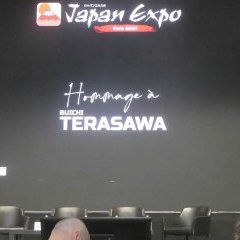 Japan Expo
Hommage à
BUICHI
TERASAWA